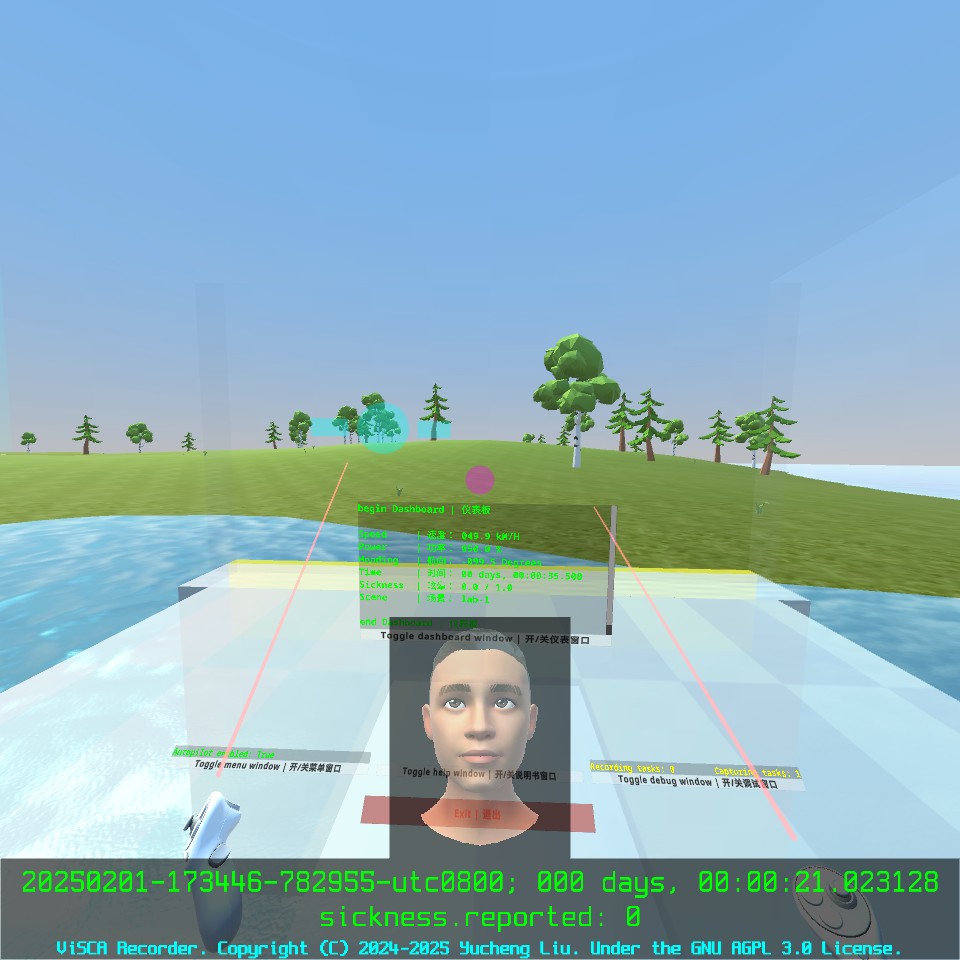 begin Dashboard | 仪表板
Speed | 速度: 049.9 kW/H
Time | 时间: 00 days, 00:00:35.500
Sickness | 0.0 / 1.0
Scene | 场景: lab-1
end Dashboard
Toggle dashboard window | 开/关仪表窗口
Autopilot enabled: True
Toggle menu window | 开/关菜单窗口
Toggle help window | 开/关说明书窗口
Recording tasks: 0 Capturing tasks: 1
Toggle debug window | 开/关调试窗口
Exit | 退出
20250201-173446-782955-utc0800; 000 days, 00:00:21.023128
sickness.reported: 0
ViSCA Recorder. Copyright (C) 2024-2025 Yucheng Liu. Under the GNU AGPL 3.0 License.